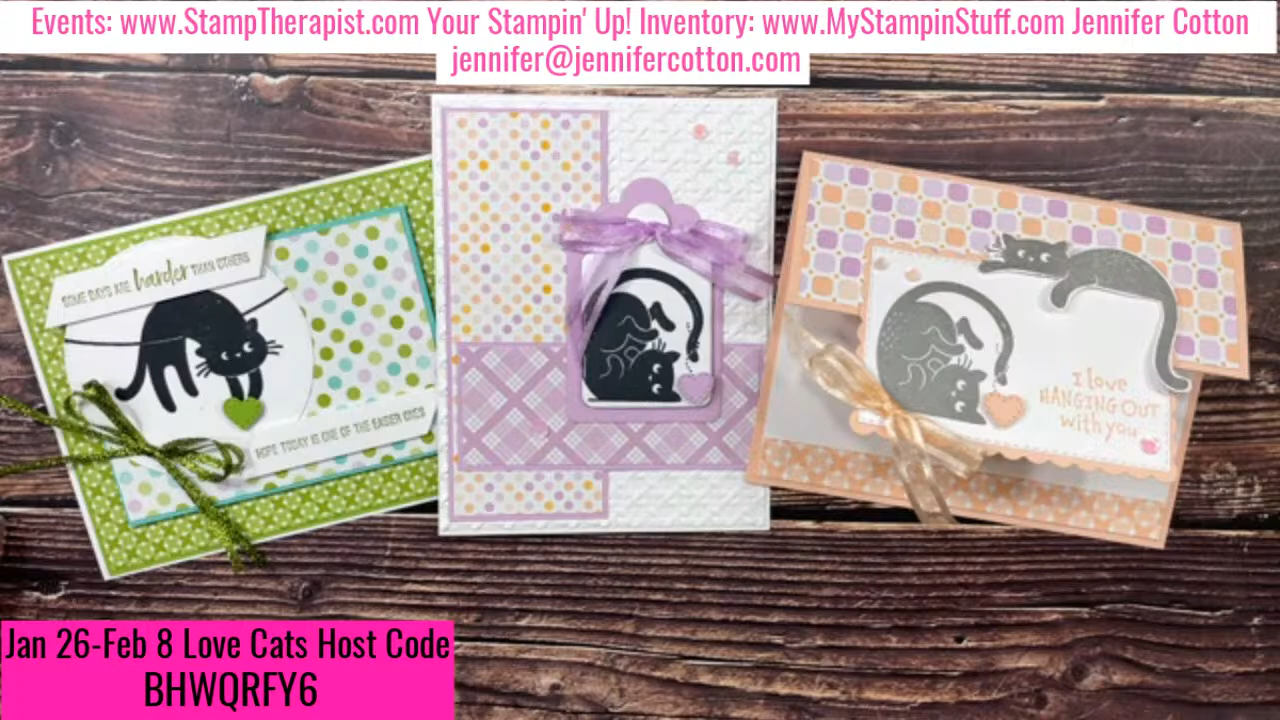 Events: www.StampTherapist.com Your Stampin' Up! Inventory: www.MyStampinStuff.com Jennifer Cotton
jennifer@jennifercotton.com
SOME DAYS ARE harder THAN OTHERS
HOPE TODAY IS ONE OF THE EASIER ONES
I love
HANGING OUT
with you
Jan 26-Feb 8 Love Cats Host Code
BHWQRFY6